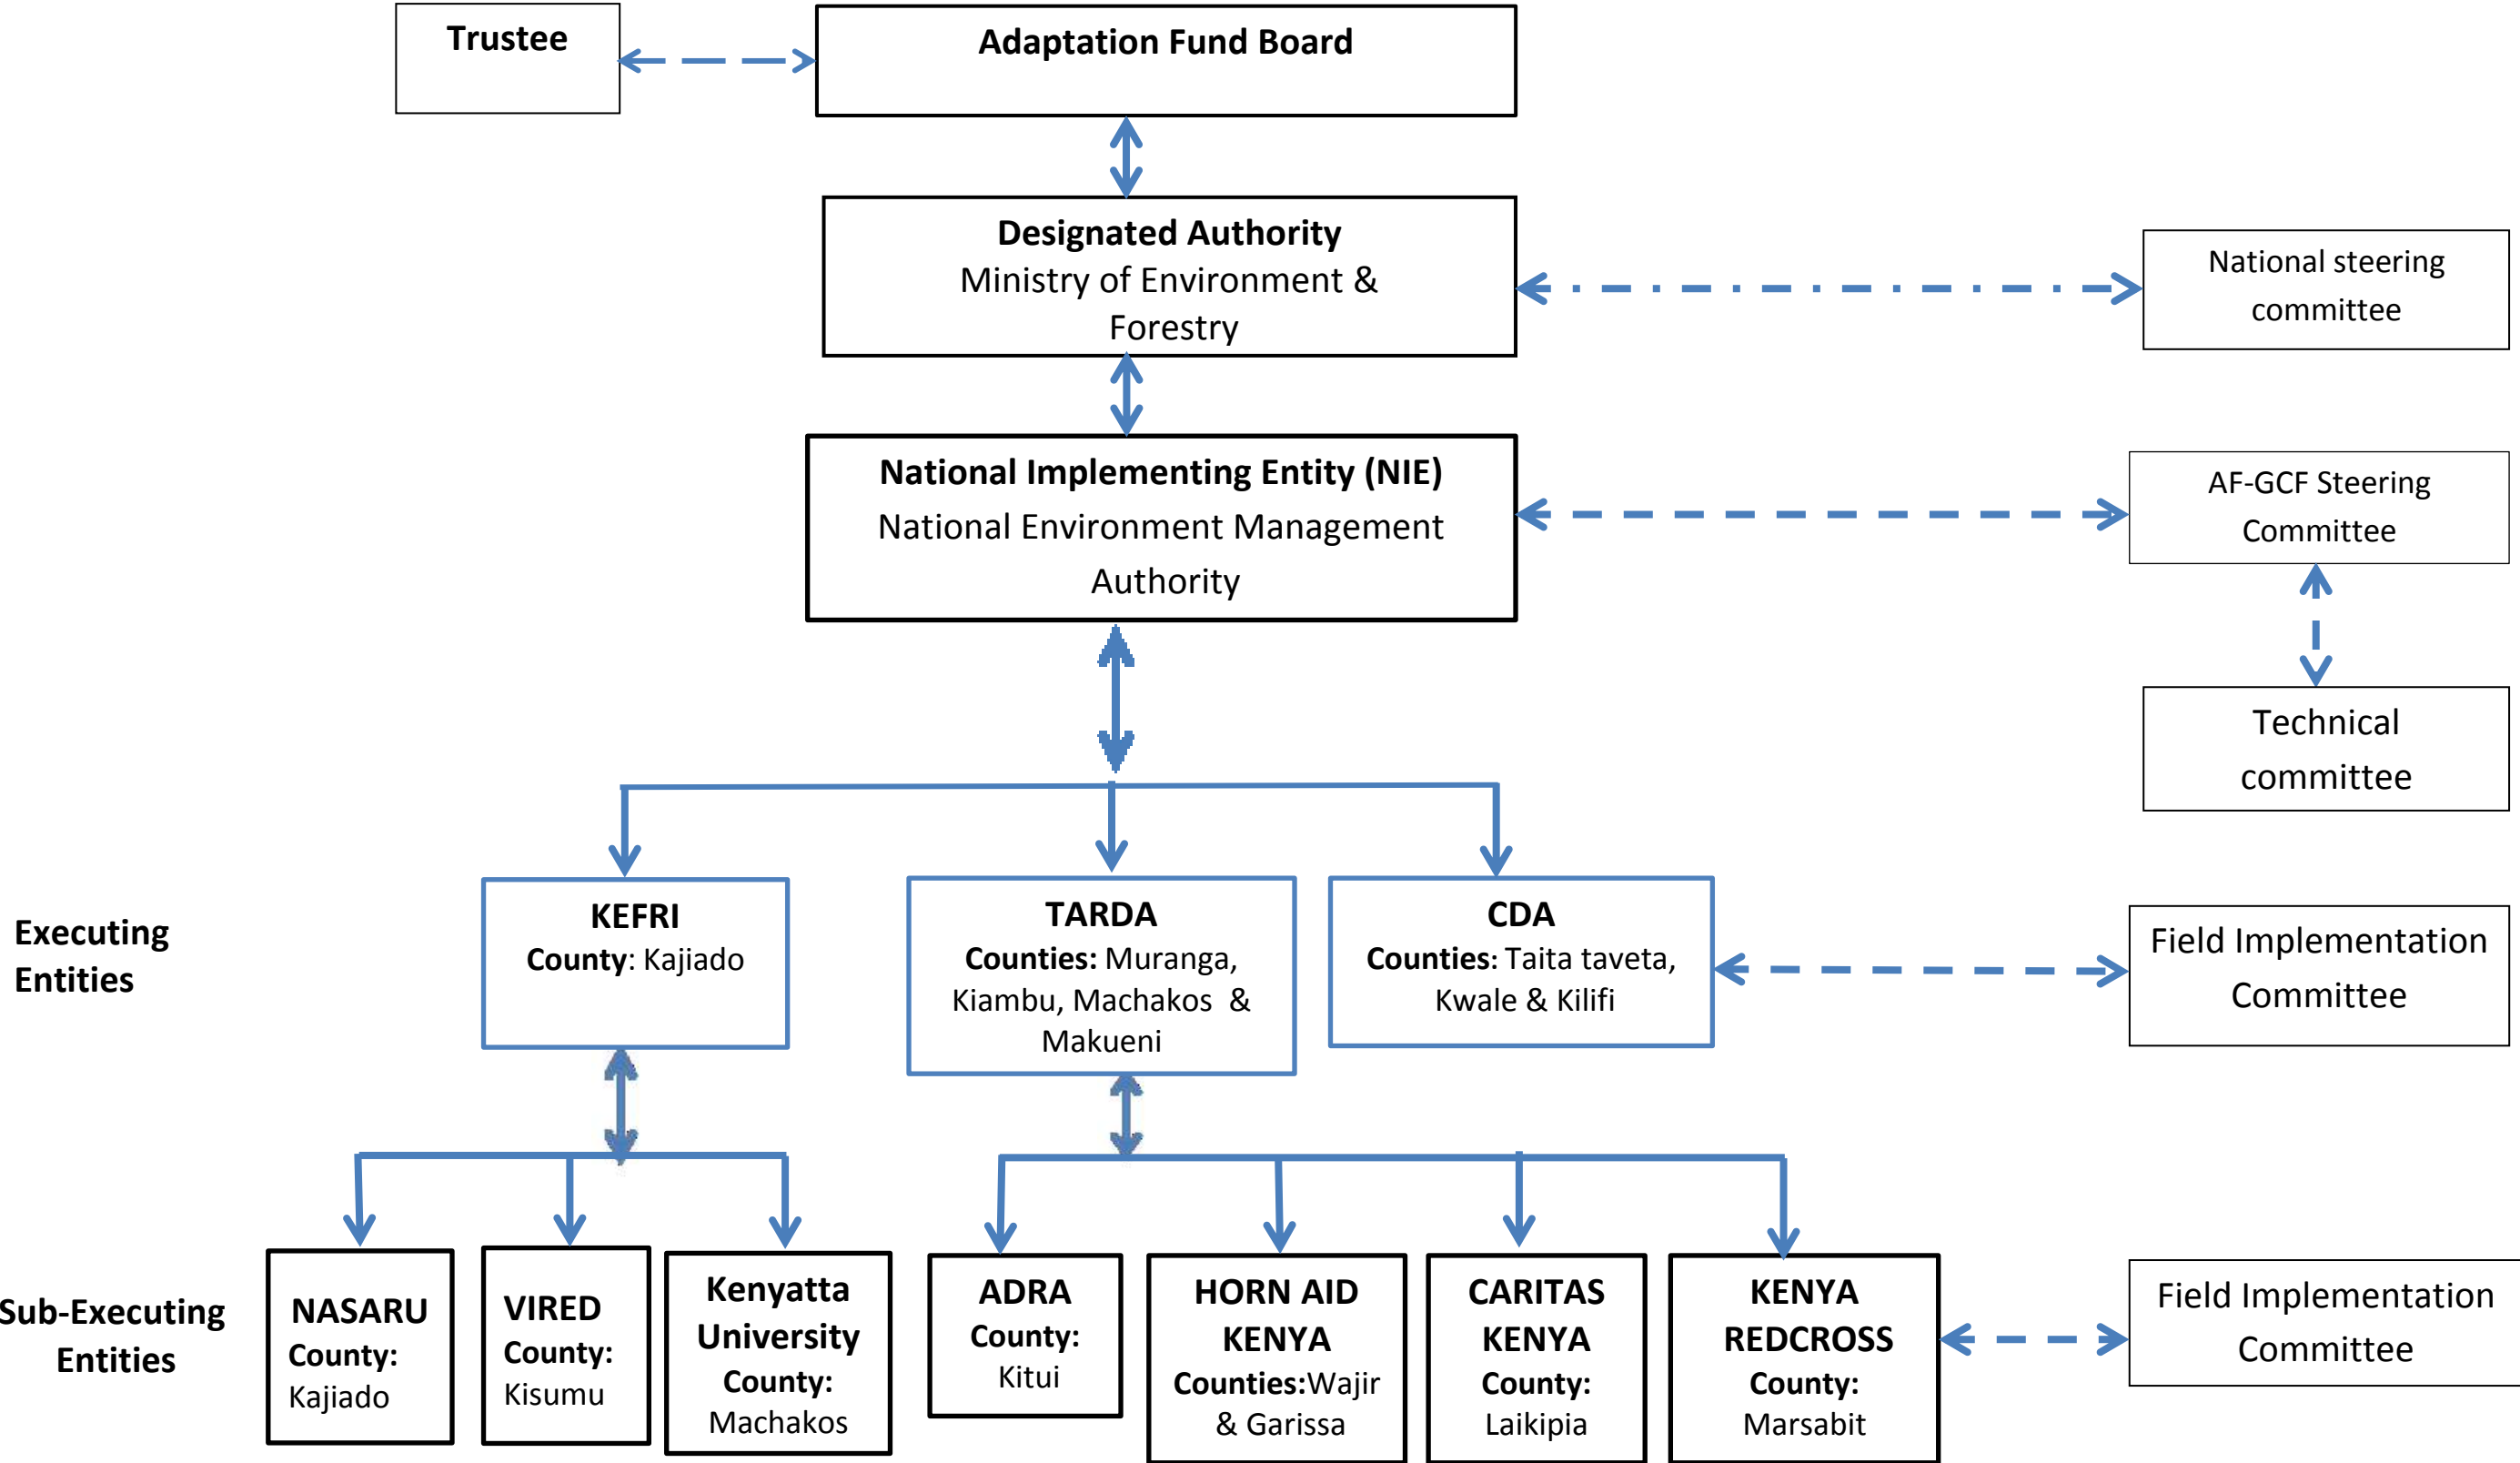 Trustee
Adaptation Fund Board
Designated Authority
Ministry of Environment &
Forestry
National steering
committee
National Implementing Entity (NIE)
National Environment Management
Authority
AF-GCF Steering
Committee
Technical
committee
Executing
Entities
KEFRI
County: Kajiado
TARDA
Counties: Muranga,
Kiambu, Machakos &
Makueni
CDA
Counties: Taita taveta,
Kwale & Kilifi
Field Implementation
Committee
Sub-Executing
Entities
NASARU
County:
Kajiado
VIRED
County:
Kisumu
Kenyatta
University
County:
Machakos
ADRA
County:
Kitui
HORN AID
KENYA
Counties:Wajir
& Garissa
CARITAS
KENYA
County:
Laikipia
KENYA
REDCROSS
County:
Marsabit
Field Implementation
Committee